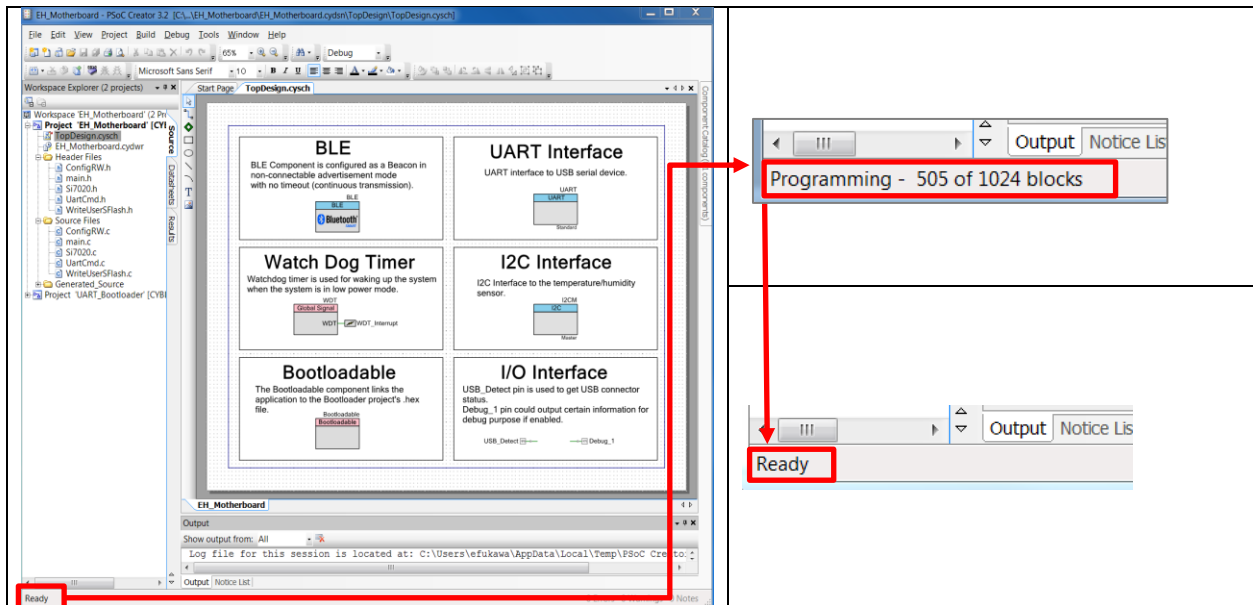 EH_Motherboard - PSoC Creator 3.2 [C:\...\EH_Motherboard\EH_Motherboard.cydsn\TopDesign\TopDesign.cysch]
File Edit View Project Build Debug Tools Window Help
65% Debug
Microsoft Sans Serif 10 B I U
Workspace Explorer (2 projects)
Start Page TopDesign.cysch
Workspace 'EH_Motherboard' (2 Pr
Project 'EH_Motherboard' [CYI
TopDesign.cysch
EH_Motherboard.cydwr
Header Files
ConfigRW.h
main.h
Si7020.h
UartCmd.h
WriteUserSFlash.h
Source Files
ConfigRW.c
main.c
Si7020.c
UartCmd.c
WriteUserSFlash.c
Generated_Source
Project 'UART_Bootloader' [CYBl
Source
Datasheets
Results
BLE
BLE Component is configured as a Beacon in
non-connectable advertisement mode
with no timeout (continuous transmission).
BLE
BLE
Bluetooth
UART Interface
UART interface to USB serial device.
UART
UART
Standard
Watch Dog Timer
Watchdog timer is used for waking up the system
when the system is in low power mode.
WDT
Global Signal
WDT WDT_Interrupt
I2C Interface
I2C Interface to the temperature/humidity
sensor.
I2CM
I2C
Master
Bootloadable
The Bootloadable component links the
application to the Bootloader project's .hex
file.
Bootloadable
Bootloadable
I/O Interface
USB_Detect pin is used to get USB connector
status.
Debug_1 pin could output certain information for
debug purpose if enabled.
USB_Detect Debug_1
EH_Motherboard
Output
Show output from: All
Log file for this session is located at: C:\Users\efukawa\AppData\Local\Temp\PSoC Creato
Output Notice List
Ready
Notes
Output Notice Lis
Programming - 505 of 1024 blocks
Output Notice Lis
Ready